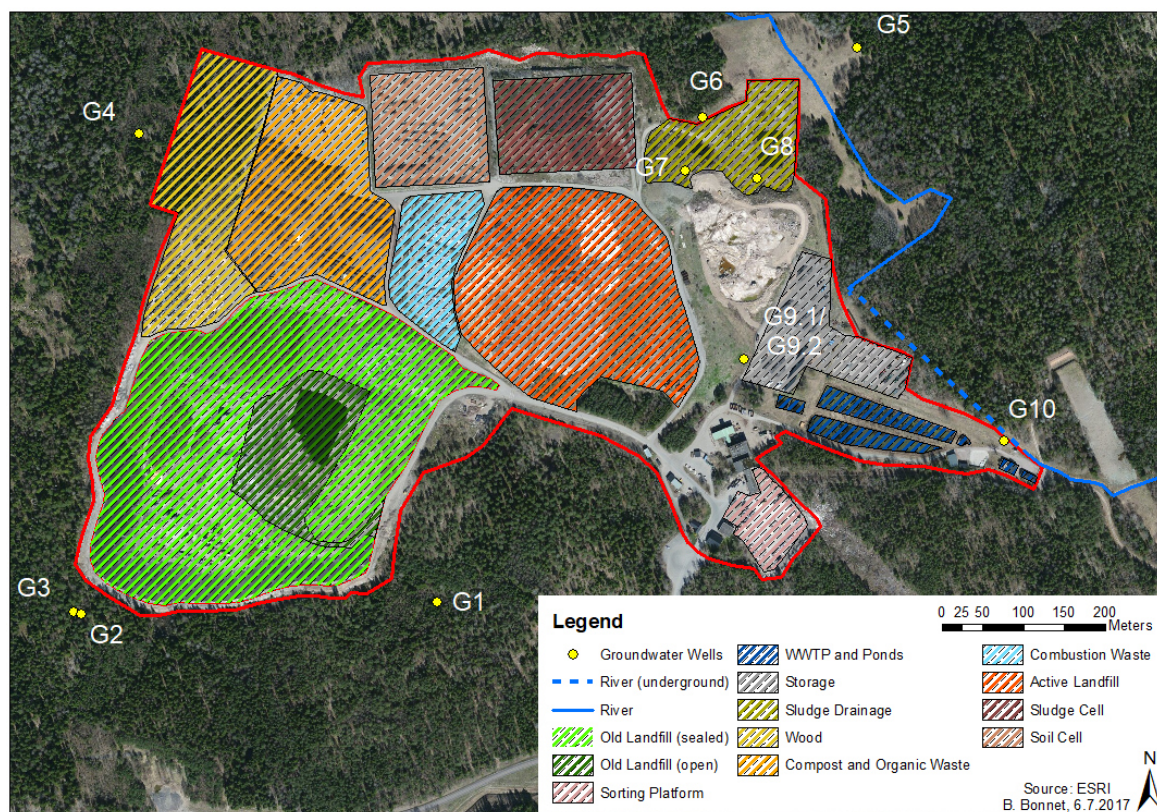 G5
G6
G4
G8
G7
G9.1/
G9.2
G10
G3
G1
G2
Legend
0 25 50 100 150 200
Meters
Groundwater Wells
River (underground)
River
Old Landfill (sealed)
Old Landfill (open)
Sorting Platform
WWTP and Ponds
Storage
Sludge Drainage
Wood
Compost and Organic Waste
Combustion Waste
Active Landfill
Sludge Cell
Soil Cell
N
Source: ESRI
B. Bonnet, 6.7.2017